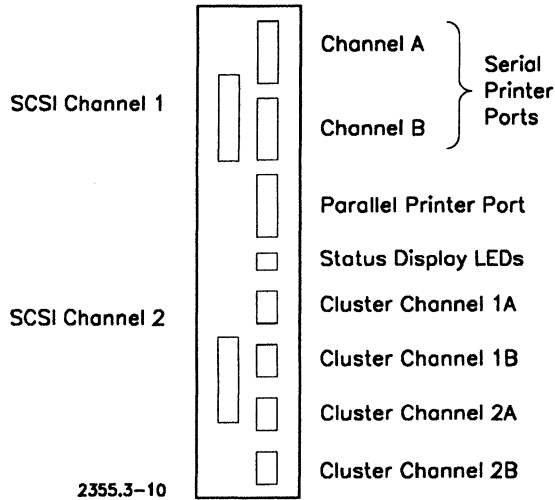 Channel A
Serial
Printer
Ports
SCSI Channel 1
Channel B
Parallel Printer Port
Status Display LEDs
Cluster Channel 1A
SCSI Channel 2
Cluster Channel 1B
Cluster Channel 2A
Cluster Channel 2B
2355.3-10